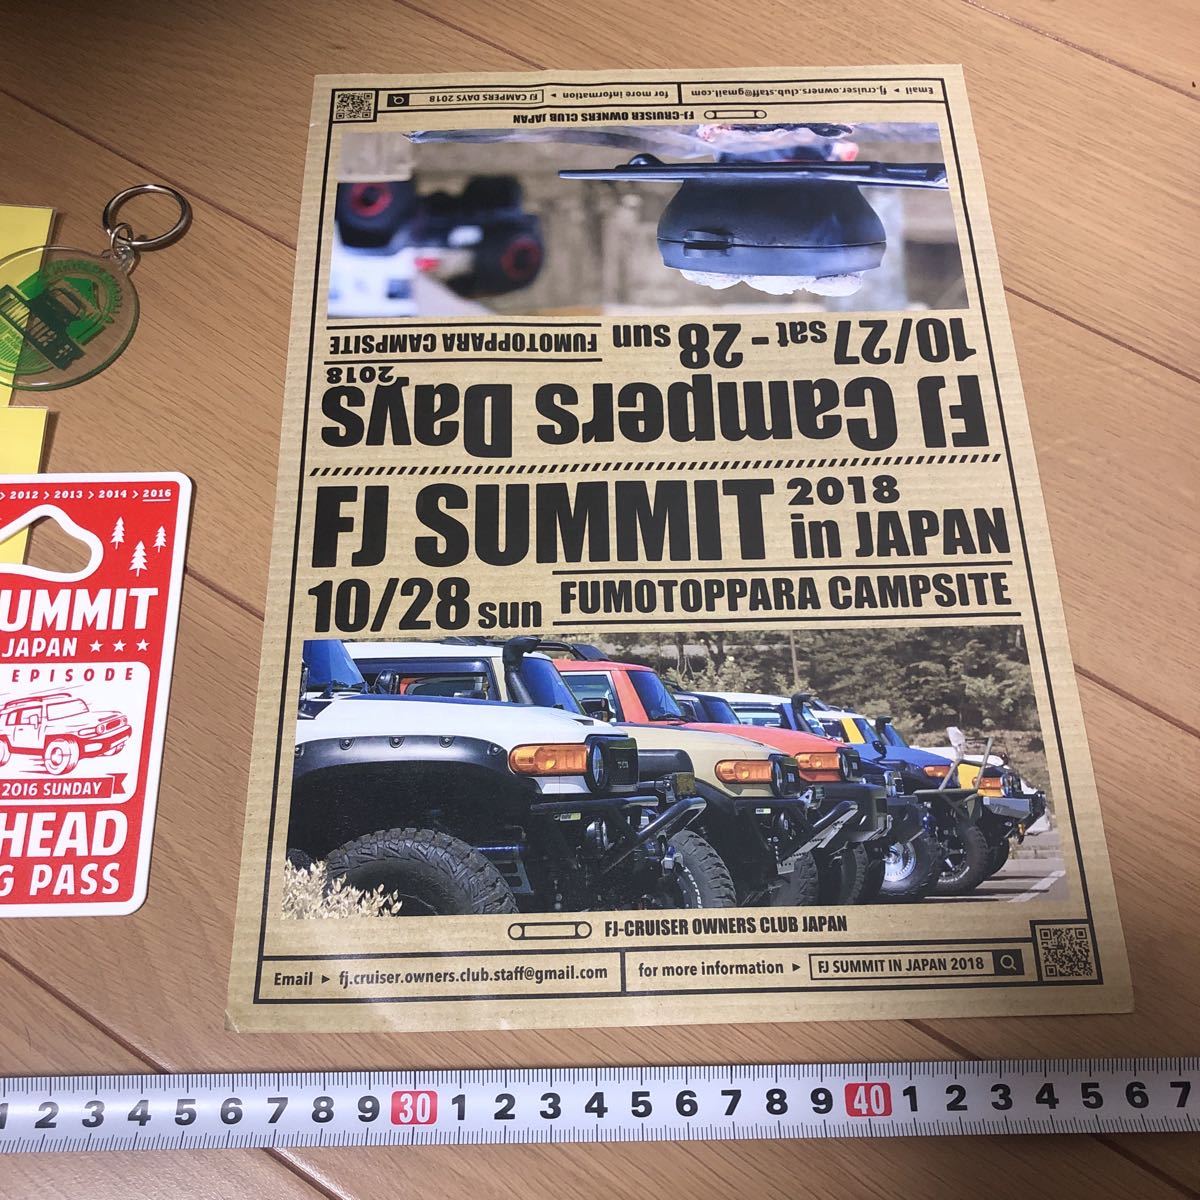 Email ▸ fj.cruiser.owners.club.staff@gmail.com
for more information ▸ FJ CAMPERS DAYS 2018
FJ-CRUISER OWNERS CLUB JAPAN
10/27 sat - 28 sun
FUMOTOPPARA CAMPSITE
FJ Campers Days 2018
FJ SUMMIT 2018 in JAPAN
10/28 sun
FUMOTOPPARA CAMPSITE
FJ-CRUISER OWNERS CLUB JAPAN
Email ▸ fj.cruiser.owners.club.staff@gmail.com
for more information ▸ FJ SUMMIT IN JAPAN 2018
> 2012 > 2013 > 2014 > 2016
UMMIT
JAPAN ★ ★ ★
EPISODE
2016 SUNDAY
HEAD
G PASS
1 2 3 4 5 6 7 8 9 30 1 2 3 4 5 6 7 8 9 40 1 2 3 4 5 6 7